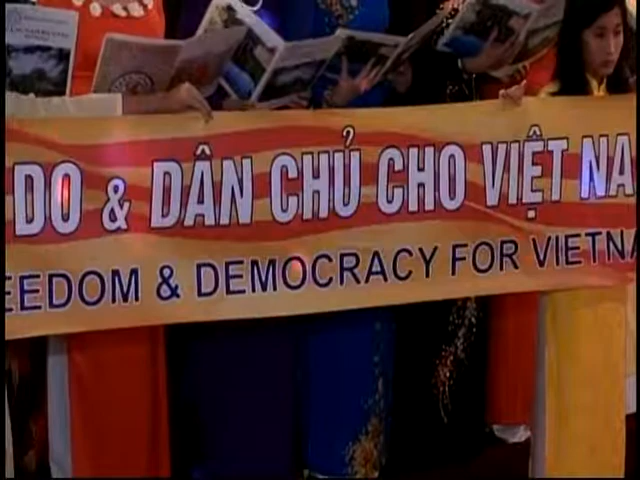 DO & DÂN CHỦ CHO VIỆT NA
EEDOM & DEMOCRACY FOR VIETNA